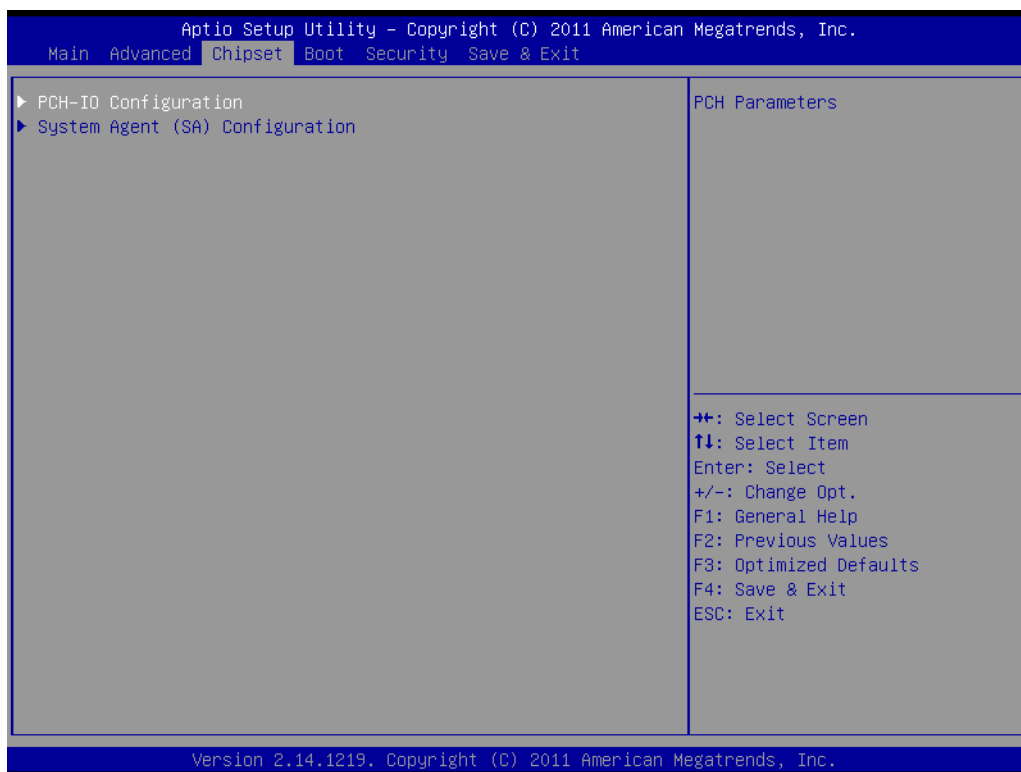 Aptio Setup Utility – Copyright (C) 2011 American Megatrends, Inc.
Main Advanced Chipset Boot Security Save & Exit
▶ PCH-IO Configuration
▶ System Agent (SA) Configuration
PCH Parameters
→←: Select Screen
↑↓: Select Item
Enter: Select
+/-: Change Opt.
F1: General Help
F2: Previous Values
F3: Optimized Defaults
F4: Save & Exit
ESC: Exit
Version 2.14.1219. Copyright (C) 2011 American Megatrends, Inc.